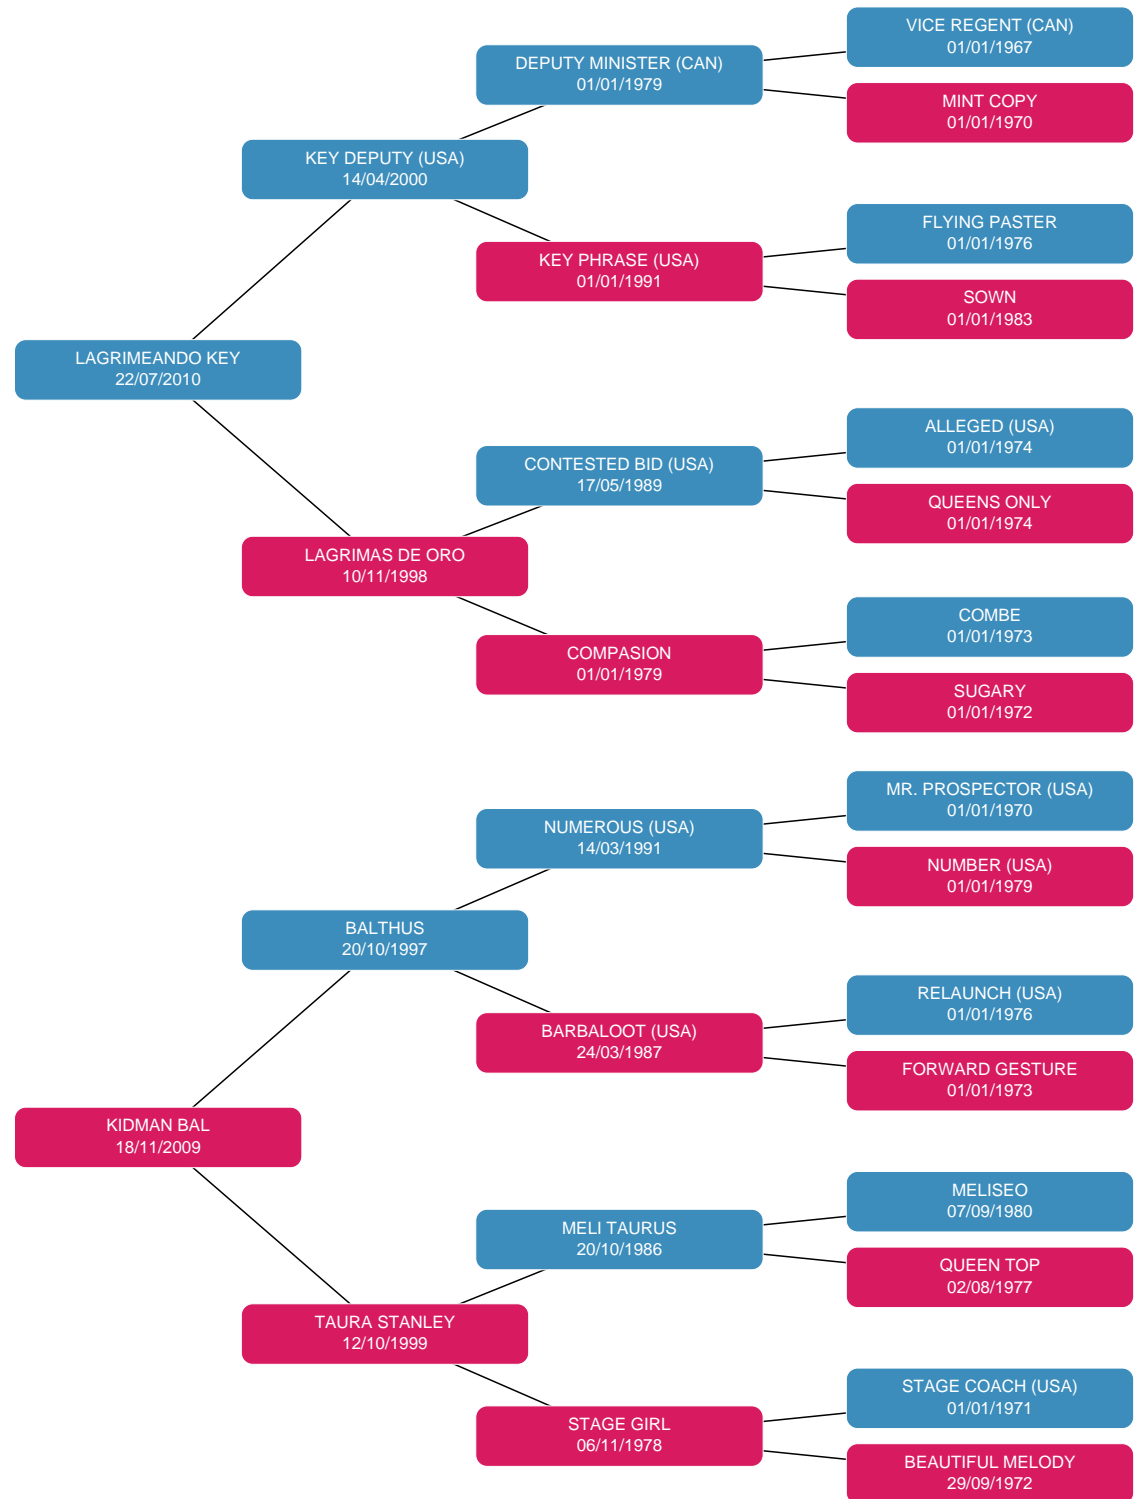 VICE REGENT (CAN)
01/01/1967
DEPUTY MINISTER (CAN)
01/01/1979
MINT COPY
01/01/1970
KEY DEPUTY (USA)
14/04/2000
FLYING PASTER
01/01/1976
KEY PHRASE (USA)
01/01/1991
SOWN
01/01/1983
LAGRIMEANDO KEY
22/07/2010
ALLEGED (USA)
01/01/1974
CONTESTED BID (USA)
17/05/1989
QUEENS ONLY
01/01/1974
LAGRIMAS DE ORO
10/11/1998
COMBE
01/01/1973
COMPASION
01/01/1979
SUGARY
01/01/1972
MR. PROSPECTOR (USA)
01/01/1970
NUMEROUS (USA)
14/03/1991
NUMBER (USA)
01/01/1979
BALTHUS
20/10/1997
RELAUNCH (USA)
01/01/1976
BARBALOOT (USA)
24/03/1987
FORWARD GESTURE
01/01/1973
KIDMAN BAL
18/11/2009
MELISEO
07/09/1980
MELI TAURUS
20/10/1986
QUEEN TOP
02/08/1977
TAURA STANLEY
12/10/1999
STAGE COACH (USA)
01/01/1971
STAGE GIRL
06/11/1978
BEAUTIFUL MELODY
29/09/1972